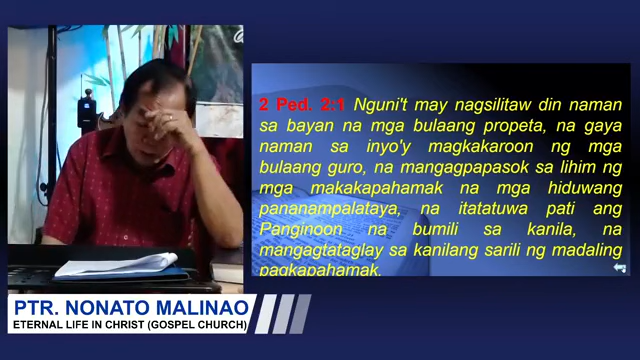 2 Ped. 2:1 Nguni't may nagsilitaw din naman
sa bayan na mga bulaang propeta, na gaya
naman sa inyo'y magkakaroon ng mga
bulaang guro, na mangagpapasok sa lihim ng
mga makakapahamak na mga hiduwang
pananampalataya, na itatatuwa pati ang
Panginoon na bumili sa kanila, na
mangagtataglay sa kanilang sarili ng madaling
pagkapahamak.
PTR. NONATO MALINAO
ETERNAL LIFE IN CHRIST (GOSPEL CHURCH)